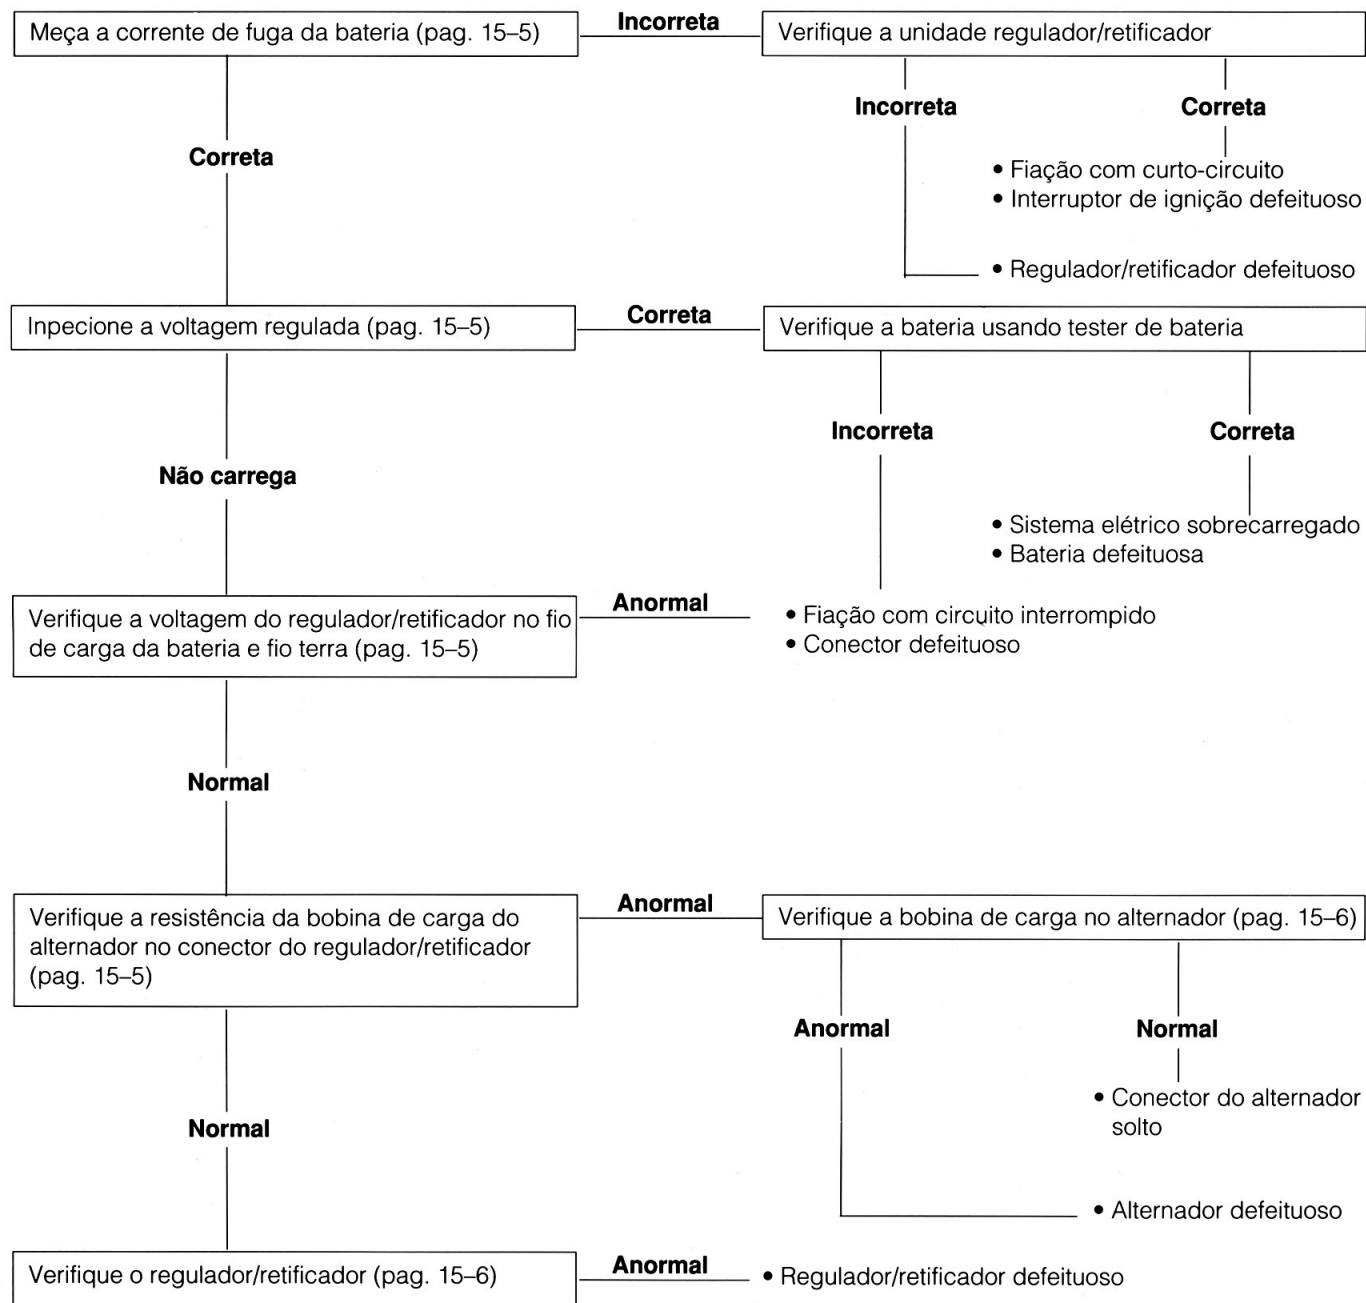 Meça a corrente de fuga da bateria (pag. 15–5)
Incorreta
Verifique a unidade regulador/retificador
Incorreta
Correta
Correta
• Fiação com curto-circuito
• Interruptor de ignição defeituoso
• Regulador/retificador defeituoso
Inpecione a voltagem regulada (pag. 15–5)
Correta
Verifique a bateria usando tester de bateria
Incorreta
Correta
Não carrega
• Sistema elétrico sobrecarregado
• Bateria defeituosa
Verifique a voltagem do regulador/retificador no fio
de carga da bateria e fio terra (pag. 15–5)
Anormal
• Fiação com circuito interrompido
• Conector defeituoso
Normal
Verifique a resistência da bobina de carga do
alternador no conector do regulador/retificador
(pag. 15–5)
Anormal
Verifique a bobina de carga no alternador (pag. 15–6)
Anormal
Normal
• Conector do alternador
solto
Normal
• Alternador defeituoso
Verifique o regulador/retificador (pag. 15–6)
Anormal
• Regulador/retificador defeituoso